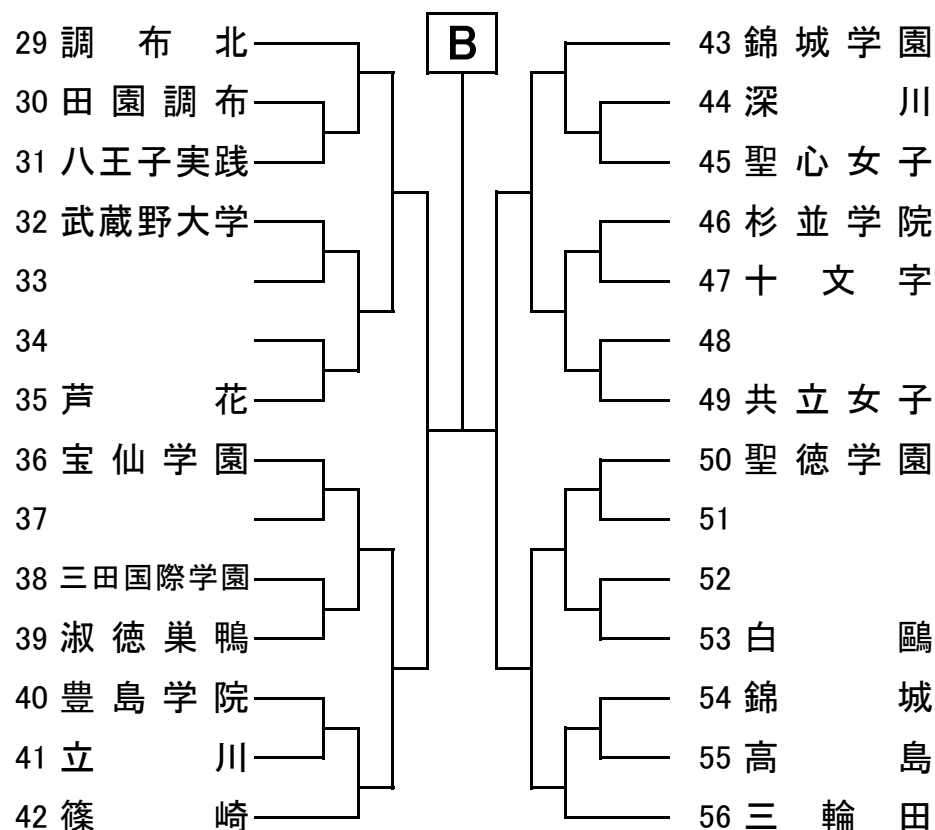 B
29 調布北
30 田園調布
31 八王子実践
32 武蔵野大学
33
34
35 芦花
36 宝仙学園
37
38 三田国際学園
39 淑徳巣鴨
40 豊島学院
41 立川
42 篠崎
43 錦城学園
44 深川
45 聖心女子
46 杉並学院
47 十文字
48
49 共立女子
50 聖徳学園
51
52
53 白鷗
54 錦城
55 高島
56 三輪田